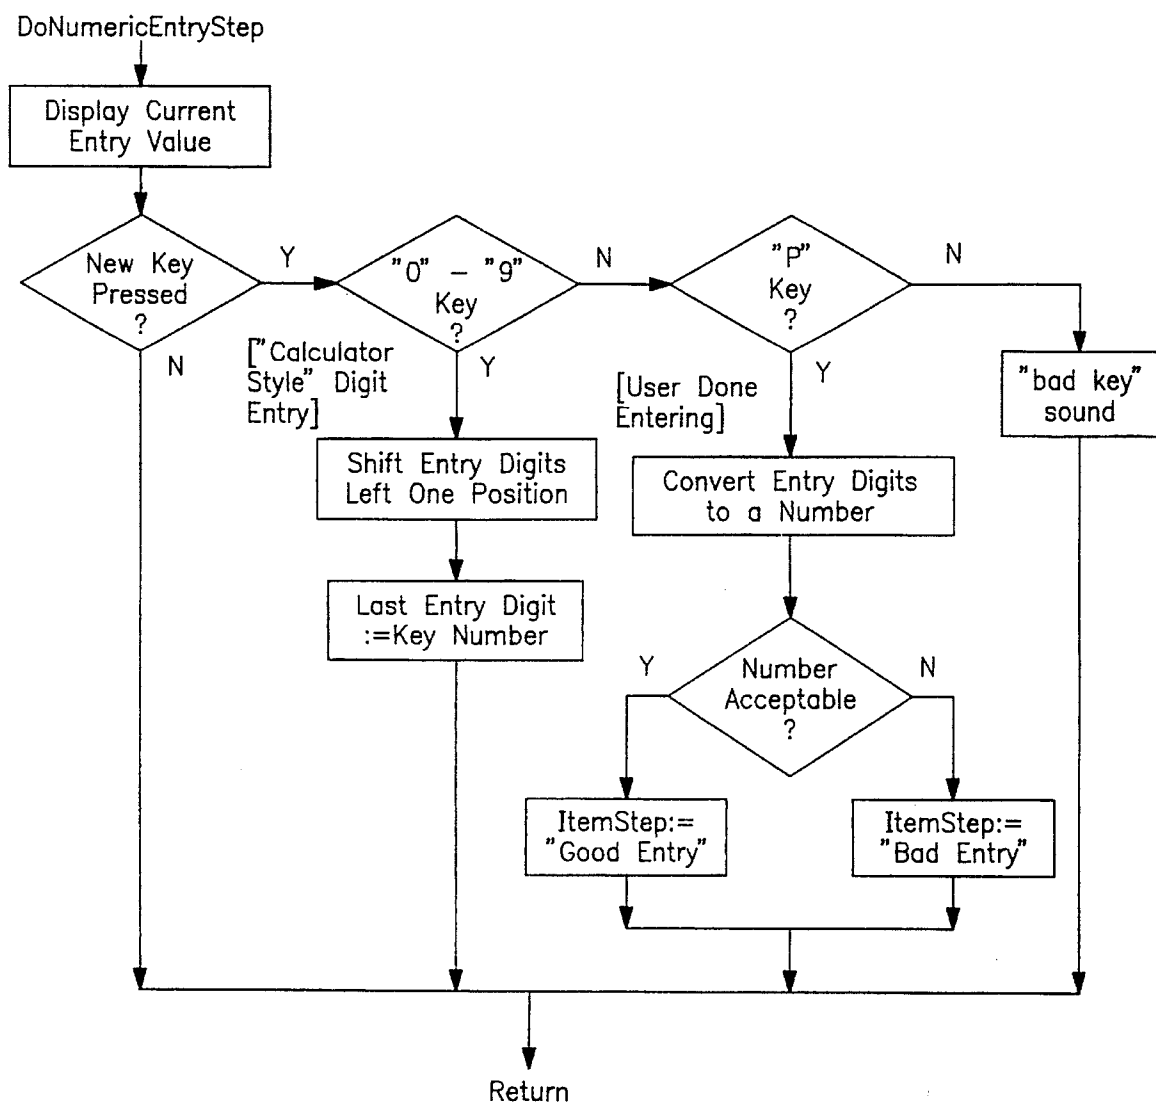 DoNumericEntryStep
Display Current
Entry Value
New Key
Pressed
?
Y
N
"0" – "9"
Key
?
N
Y
["Calculator
Style" Digit
Entry]
Shift Entry Digits
Left One Position
Last Entry Digit
:=Key Number
"P"
Key
?
N
Y
[User Done
Entering]
"bad key"
sound
Convert Entry Digits
to a Number
Number
Acceptable
?
Y
N
ItemStep:=
"Good Entry"
ItemStep:=
"Bad Entry"
Return